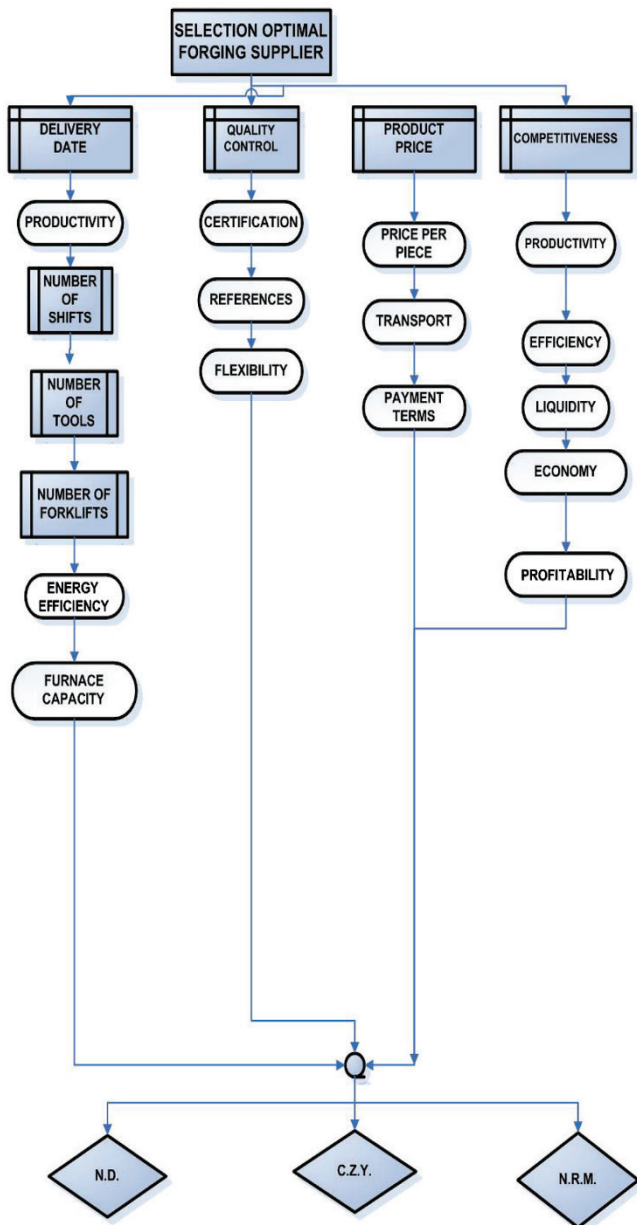 SELECTION OPTIMAL
FORGING SUPPLIER
DELIVERY
DATE
PRODUCTIVITY
NUMBER
OF
SHIFTS
NUMBER
OF
TOOLS
NUMBER OF
FORKLIFTS
ENERGY
EFFICIENCY
FURNACE
CAPACITY
QUALITY
CONTROL
CERTIFICATION
REFERENCES
FLEXIBILITY
PRODUCT
PRICE
PRICE PER
PIECE
TRANSPORT
PAYMENT
TERMS
COMPETITIVENESS
PRODUCTIVITY
EFFICIENCY
LIQUIDITY
ECONOMY
PROFITABILITY
N.D.
C.Z.Y.
N.R.M.